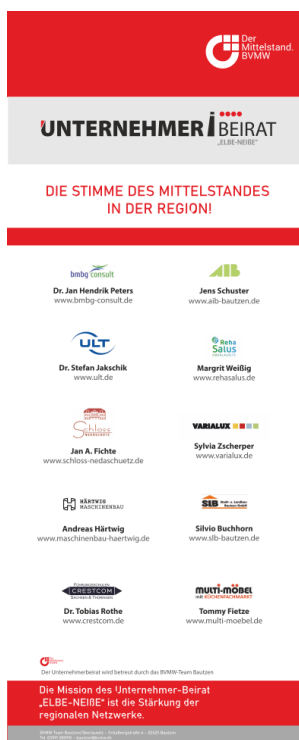 Der
Mittelstand.
BVMW
UNTERNEHMER BEIRAT
„ELBE-NEIßE"
DIE STIMME DES MITTELSTANDES
IN DER REGION!
bmbg consult
Dr. Jan Hendrik Peters
www.bmbg-consult.de
AIB
Jens Schuster
www.aib-bautzen.de
ULT
Dr. Stefan Jakschik
www.ult.de
Reha
Salus
Margrit Weißig
www.rehasalus.de
Schloss
Jan A. Fichte
www.schloss-nedaschuetz.de
VARIALUX
Sylvia Zscherper
www.varialux.de
HÄRTWIG
MASCHINENBAU
Andreas Härtwig
www.maschinenbau-haertwig.de
SLB
Silvio Buchhorn
www.slb-bautzen.de
CRESTCOM
Dr. Tobias Rothe
www.crestcom.de
MULTI-MÖBEL
mit KÜCHENFACHMARKT
Tommy Fietze
www.multi-moebel.de
Der Unternehmerbeirat wird betreut durch das BVMW-Team Bautzen
Die Mission des Unternehmer-Beirat
„ELBE-NEIßE" ist die Stärkung der
regionalen Netzwerke.